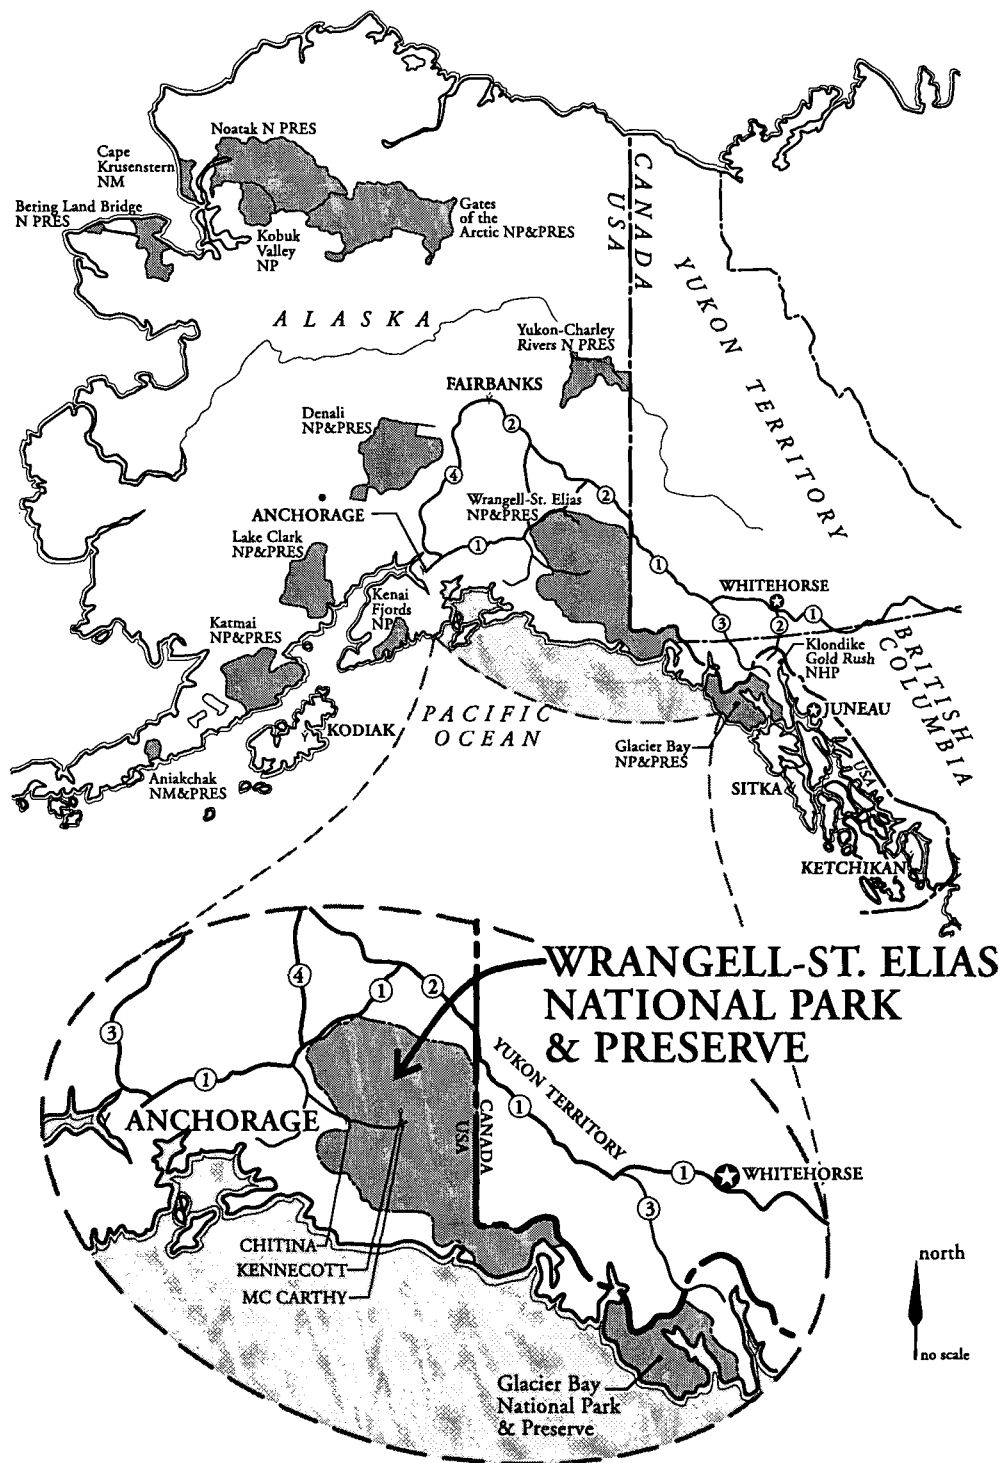 Noatak N PRES
Cape
Krusenstern
NM
Bering Land Bridge
N PRES
Kobuk
Valley
NP
Gates
of the
Arctic NP&PRES
CANADA
USA
YUKON TERRITORY
ALASKA
Yukon-Charley
Rivers N PRES
FAIRBANKS
2
Denali
NP&PRES
4
2
Wrangell-St. Elias
NP&PRES
ANCHORAGE
1
Lake Clark
NP&PRES
1
WHITEHORSE
1
3
2
Kenai
Fjords
NP
Katmai
NP&PRES
Klondike
Gold Rush
NHP
BRITISH
COLUMBIA
JUNEAU
PACIFIC
OCEAN
KODIAK
Glacier Bay
NP&PRES
USA
SITKA
Aniakchak
NM&PRES
KETCHIKAN
WRANGELL-ST. ELIAS
NATIONAL PARK
& PRESERVE
4
1
2
3
1
YUKON TERRITORY
1
ANCHORAGE
CANADA
USA
1
WHITEHORSE
3
CHITINA
KENNECOTT
MC CARTHY
north
no scale
Glacier Bay
National Park
& Preserve